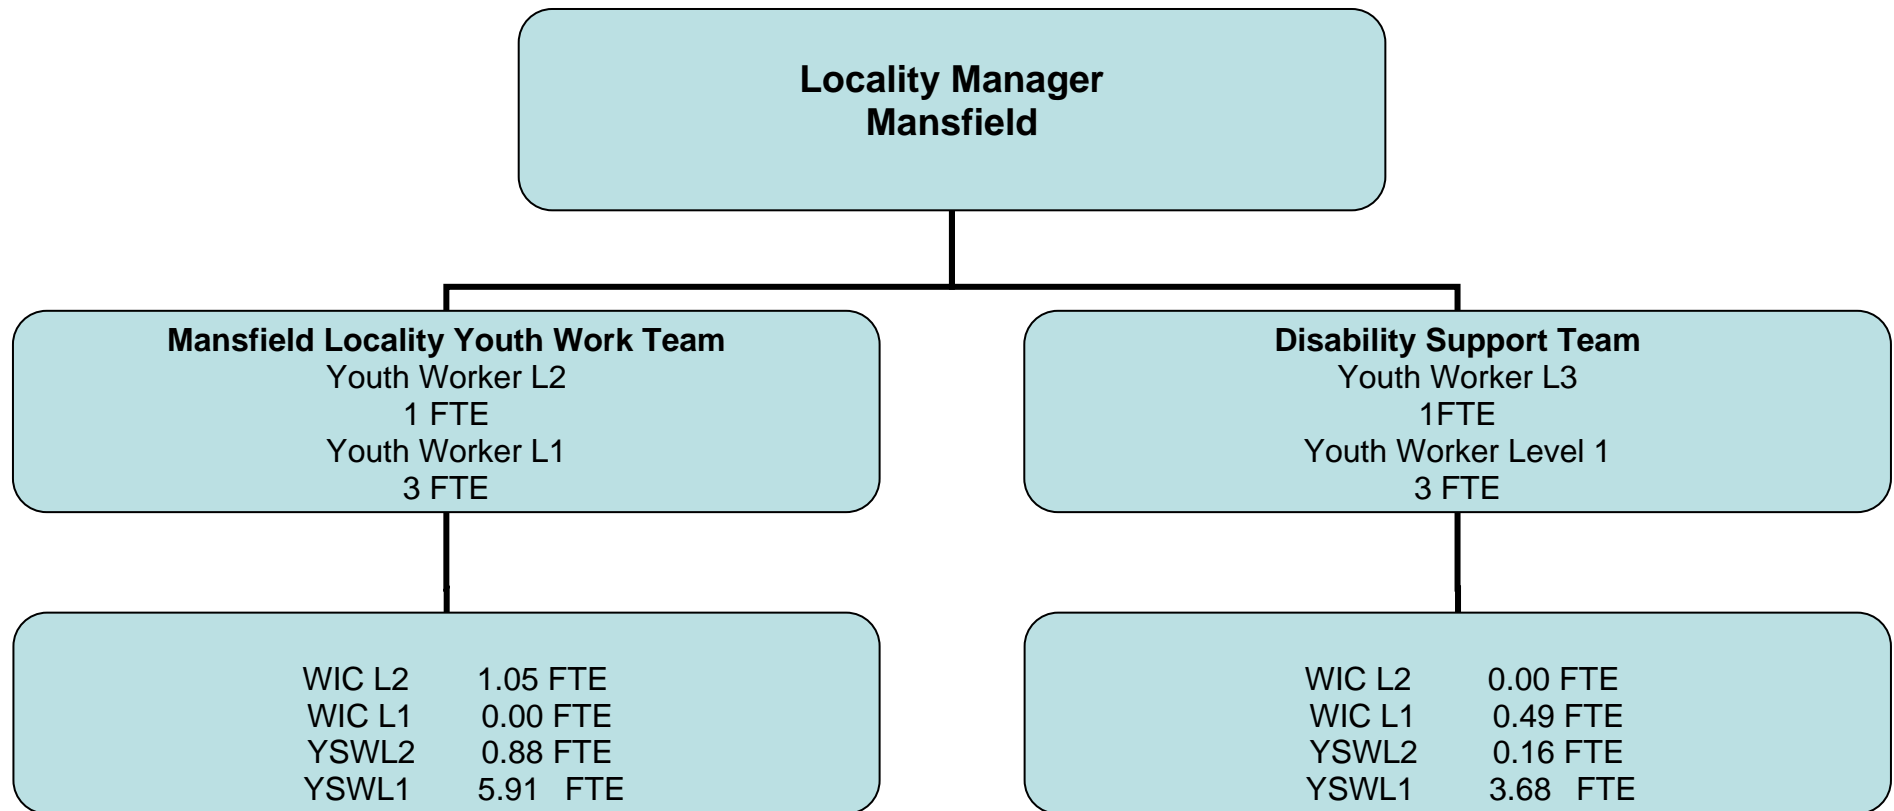 Locality Manager
Mansfield
Mansfield Locality Youth Work Team
Youth Worker L2
1 FTE
Youth Worker L1
3 FTE
Disability Support Team
Youth Worker L3
1FTE
Youth Worker Level 1
3 FTE
WIC L2 1.05 FTE
WIC L1 0.00 FTE
YSWL2 0.88 FTE
YSWL1 5.91 FTE
WIC L2 0.00 FTE
WIC L1 0.49 FTE
YSWL2 0.16 FTE
YSWL1 3.68 FTE